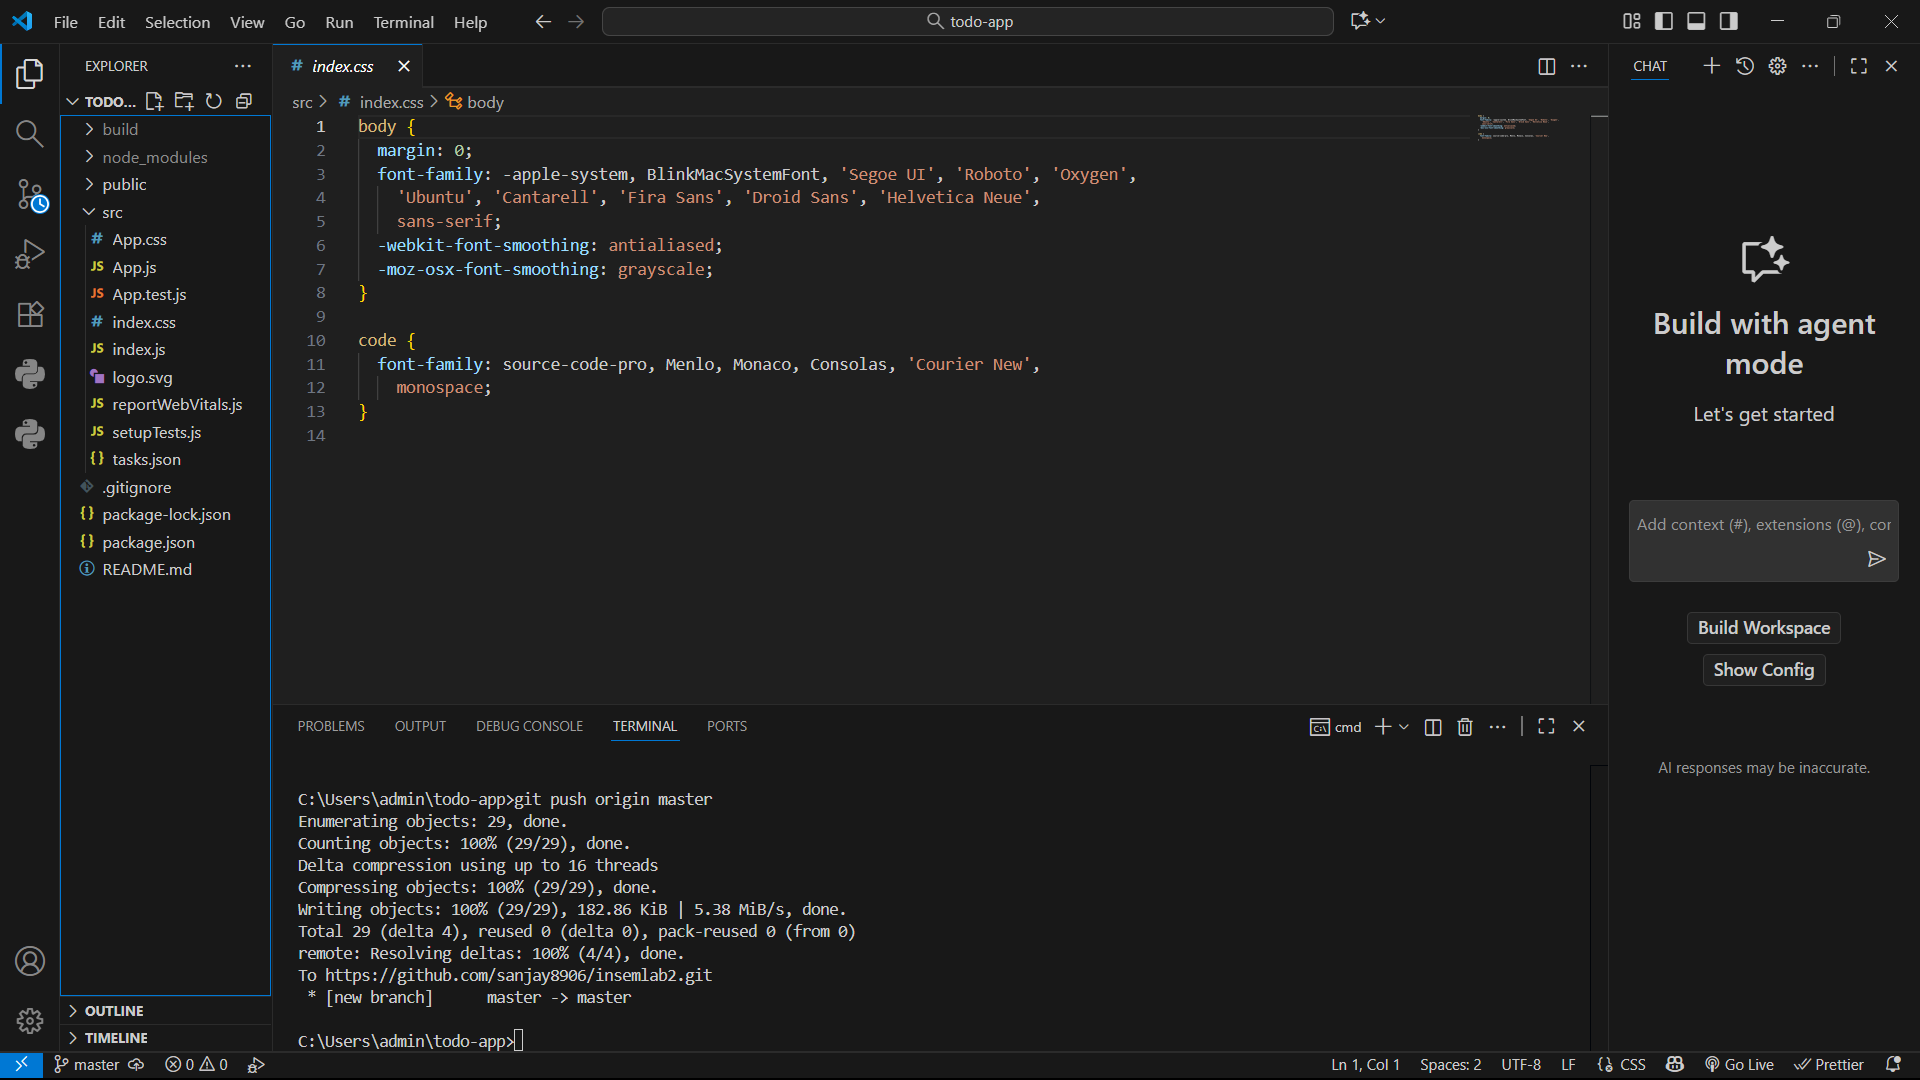 File Edit Selection View Go Run Terminal Help
todo-app
EXPLORER
TODO...
build
node_modules
public
src
App.css
App.js
App.test.js
index.css
index.js
logo.svg
reportWebVitals.js
setupTests.js
tasks.json
.gitignore
package-lock.json
package.json
README.md
OUTLINE
TIMELINE
index.css
src > index.css > body
1 body {
2 margin: 0;
3 font-family: -apple-system, BlinkMacSystemFont, 'Segoe UI', 'Roboto', 'Oxygen',
4 'Ubuntu', 'Cantarell', 'Fira Sans', 'Droid Sans', 'Helvetica Neue',
5 sans-serif;
6 -webkit-font-smoothing: antialiased;
7 -moz-osx-font-smoothing: grayscale;
8 }
9
10 code {
11 font-family: source-code-pro, Menlo, Monaco, Consolas, 'Courier New',
12 monospace;
13 }
14
PROBLEMS OUTPUT DEBUG CONSOLE TERMINAL PORTS
cmd
C:\Users\admin\todo-app>git push origin master
Enumerating objects: 29, done.
Counting objects: 100% (29/29), done.
Delta compression using up to 16 threads
Compressing objects: 100% (29/29), done.
Writing objects: 100% (29/29), 182.86 KiB | 5.38 MiB/s, done.
Total 29 (delta 4), reused 0 (delta 0), pack-reused 0 (from 0)
remote: Resolving deltas: 100% (4/4), done.
To https://github.com/sanjay8906/insemlab2.git
* [new branch] master -> master
C:\Users\admin\todo-app>
CHAT
Build with agent
mode
Let's get started
Add context (#), extensions (@), cor
Build Workspace
Show Config
AI responses may be inaccurate.
master 0 0 Ln 1, Col 1 Spaces: 2 UTF-8 LF {} CSS Go Live Prettier